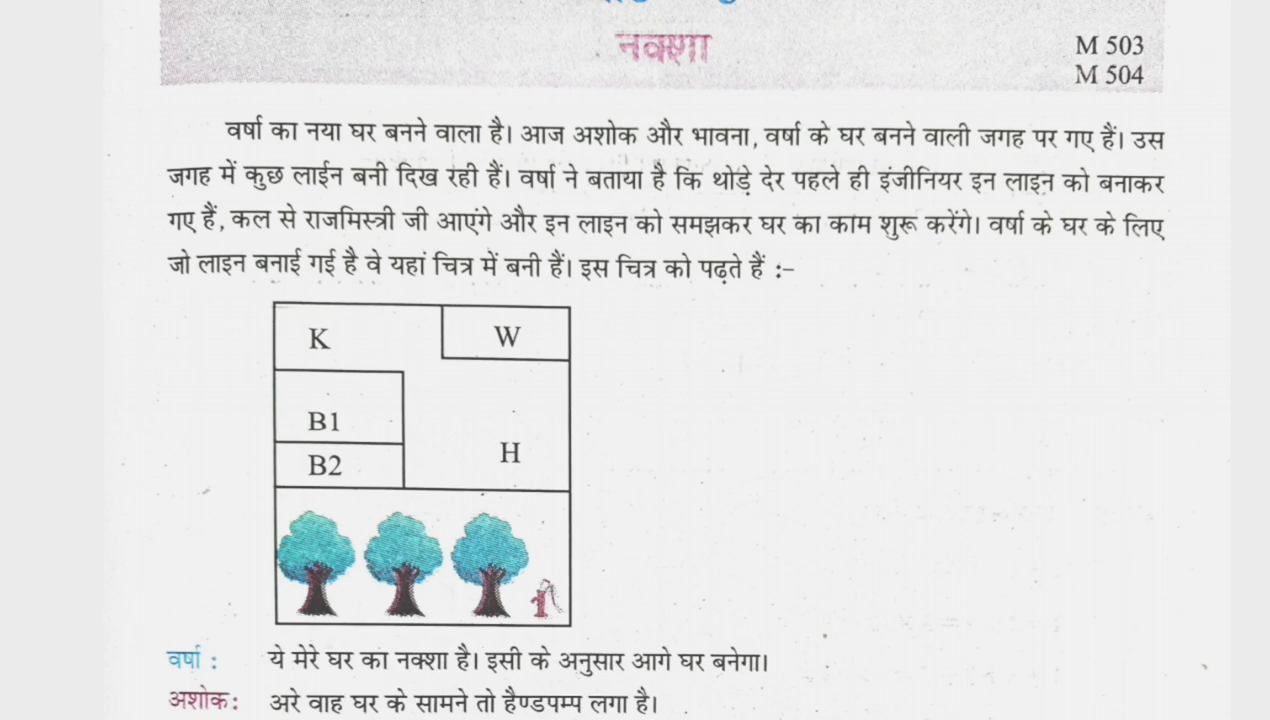 नक्शा
M 503
M 504
वर्षा का नया घर बनने वाला है। आज अशोक और भावना, वर्षा के घर बनने वाली जगह पर गए हैं। उस
जगह में कुछ लाईन बनी दिख रही हैं। वर्षा ने बताया है कि थोड़े देर पहले ही इंजीनियर इन लाइन को बनाकर
गए हैं, कल से राजमिस्त्री जी आएंगे और इन लाइन को समझकर घर का काम शुरू करेंगे। वर्षा के घर के लिए
जो लाइन बनाई गई है वे यहां चित्र में बनी हैं। इस चित्र को पढ़ते हैं :–
K
W
B1
B2
H
वर्षा : ये मेरे घर का नक्शा है। इसी के अनुसार आगे घर बनेगा।
अशोक: अरे वाह घर के सामने तो हैण्डपम्प लगा है।